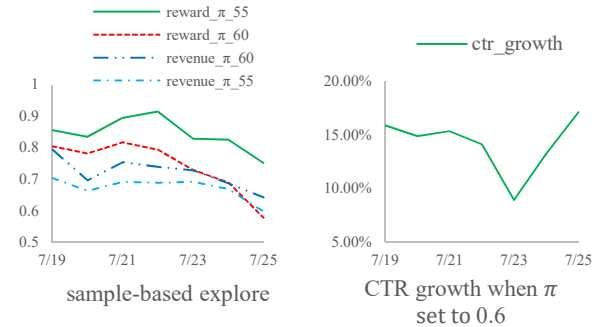 reward_π_55
reward_π_60
revenue_π_60
revenue_π_55
1
0.9
0.8
0.7
0.6
0.5
7/19 7/21 7/23 7/25
sample-based explore
ctr_growth
20.00%
15.00%
10.00%
5.00%
7/19 7/21 7/23 7/25
CTR growth when π
set to 0.6